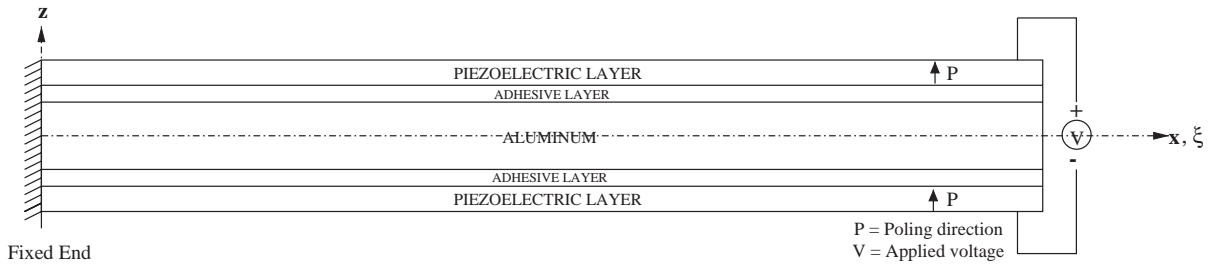 z
PIEZOELECTRIC LAYER
P
ADHESIVE LAYER
+
ALUMINUM
V
x, ξ
-
ADHESIVE LAYER
PIEZOELECTRIC LAYER
P
P = Poling direction
V = Applied voltage
Fixed End